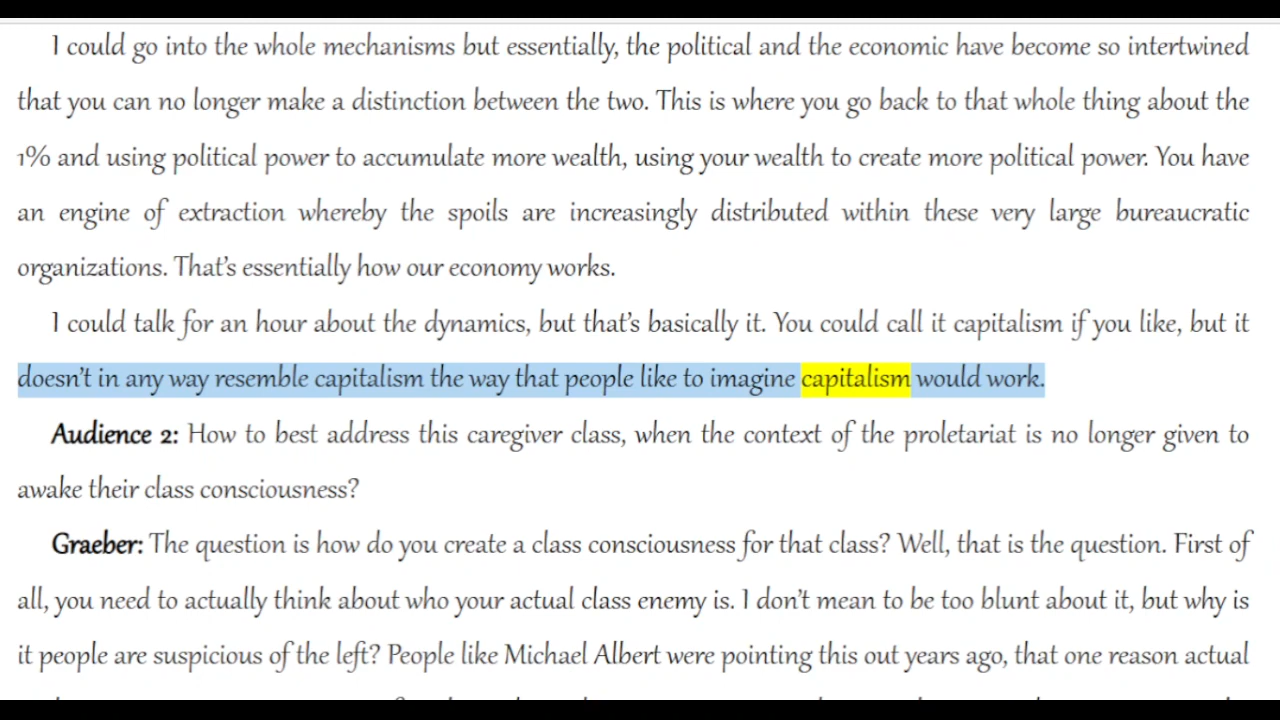 I could go into the whole mechanisms but essentially, the political and the economic have become so intertwined
that you can no longer make a distinction between the two. This is where you go back to that whole thing about the
1% and using political power to accumulate more wealth, using your wealth to create more political power. You have
an engine of extraction whereby the spoils are increasingly distributed within these very large bureaucratic
organizations. That’s essentially how our economy works.
I could talk for an hour about the dynamics, but that’s basically it. You could call it capitalism if you like, but it
doesn’t in any way resemble capitalism the way that people like to imagine capitalism would work.
Audience 2: How to best address this caregiver class, when the context of the proletariat is no longer given to
awake their class consciousness?
Graeber: The question is how do you create a class consciousness for that class? Well, that is the question. First of
all, you need to actually think about who your actual class enemy is. I don’t mean to be too blunt about it, but why is
it people are suspicious of the left? People like Michael Albert were pointing this out years ago, that one reason actual